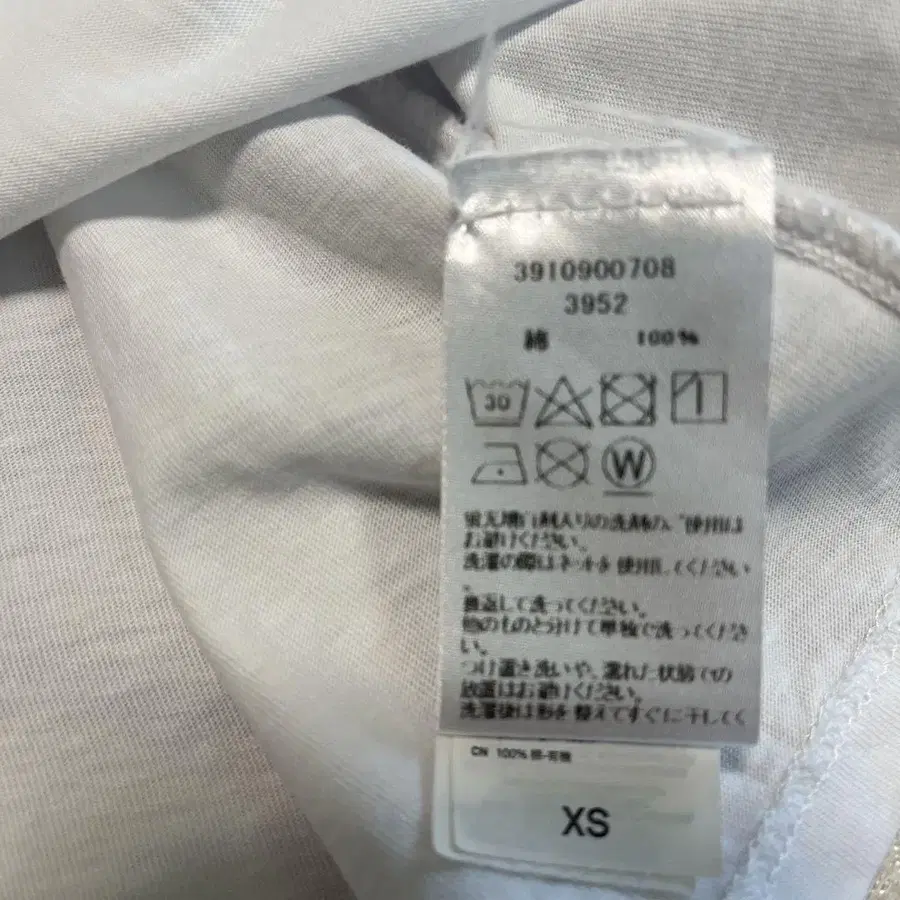 3910900708
3952
綿 100%
30
W
蛍光増白剤入りの洗剤のご使用は
お避けください。
洗濯の際はネットを使用してください
。
裏返して洗ってください。
他のものと分けて単独で洗ってくださ
い。
つけ置き洗いや、濡れた状態での
放置はお避けください。
洗濯後は形を整えてすぐに干してく
CN 100% 棉
XS